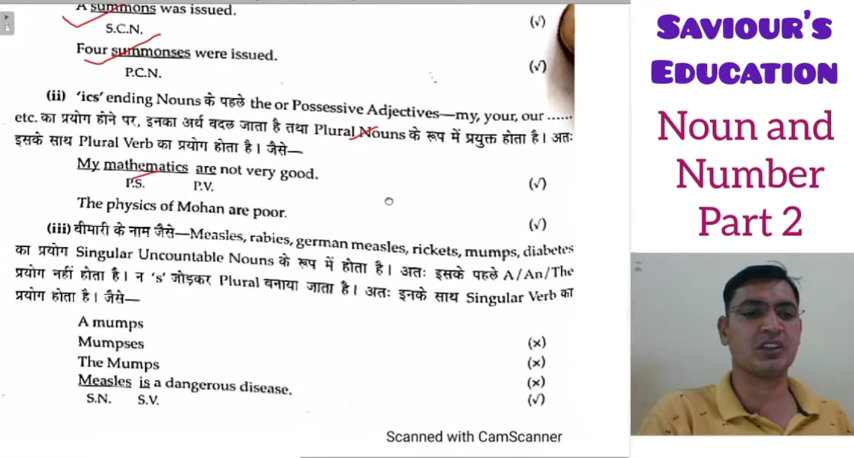 A summons was issued. (√)
S.C.N.
Four summonses were issued. (√)
P.C.N.
(ii) 'ics' ending Nouns के पहले the or Possessive Adjectives—my, your, our ......
etc. का प्रयोग होने पर, इनका अर्थ बदल जाता है तथा Plural Nouns के रूप में प्रयुक्त होता है। अतः
इसके साथ Plural Verb का प्रयोग होता है। जैसे—
My mathematics are not very good. (√)
P.S. P.V.
The physics of Mohan are poor. (√)
(iii) बीमारी के नाम जैसे—Measles, rabies, german measles, rickets, mumps, diabetes
का प्रयोग Singular Uncountable Nouns के रूप में होता है। अतः इसके पहले A/An/The
प्रयोग नहीं होता है। न 's' जोड़कर Plural बनाया जाता है। अतः इनके साथ Singular Verb का
प्रयोग होता है। जैसे—
A mumps (×)
Mumpses (×)
The Mumps (×)
Measles is a dangerous disease. (√)
S.N. S.V.
Scanned with CamScanner
SAVIOUR'S
EDUCATION
Noun and
Number
Part 2